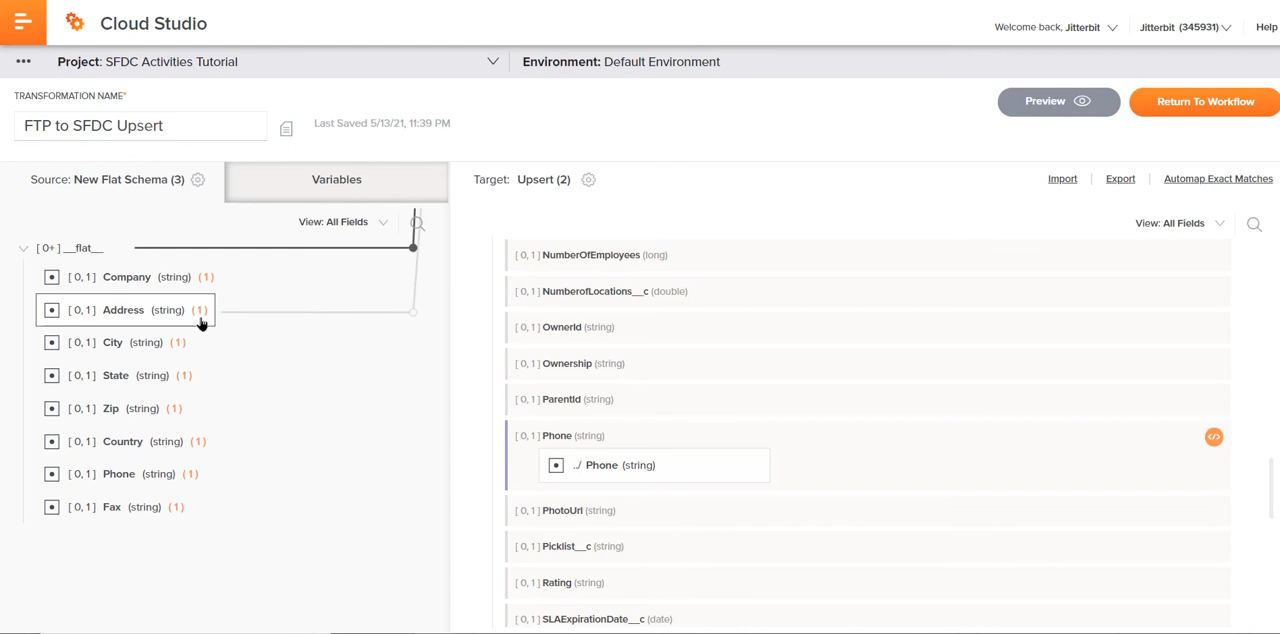 Cloud Studio
Welcome back, Jitterbit
Jitterbit (345931)
Help
Project: SFDC Activities Tutorial
Environment: Default Environment
TRANSFORMATION NAME*
FTP to SFDC Upsert
Last Saved 5/13/21, 11:39 PM
Preview
Return To Workflow
Source: New Flat Schema (3)
Variables
View: All Fields
[ 0+ ] __flat__
[ 0, 1 ] Company (string) (1)
[ 0, 1 ] Address (string) (1)
[ 0, 1 ] City (string) (1)
[ 0, 1 ] State (string) (1)
[ 0, 1 ] Zip (string) (1)
[ 0, 1 ] Country (string) (1)
[ 0, 1 ] Phone (string) (1)
[ 0, 1 ] Fax (string) (1)
Target: Upsert (2)
Import
Export
Automap Exact Matches
View: All Fields
[ 0, 1 ] NumberOfEmployees (long)
[ 0, 1 ] NumberofLocations__c (double)
[ 0, 1 ] OwnerId (string)
[ 0, 1 ] Ownership (string)
[ 0, 1 ] ParentId (string)
[ 0, 1 ] Phone (string)
</>
../ Phone (string)
[ 0, 1 ] PhotoUrl (string)
[ 0, 1 ] Picklist__c (string)
[ 0, 1 ] Rating (string)
[ 0, 1 ] SLAExpirationDate__c (date)